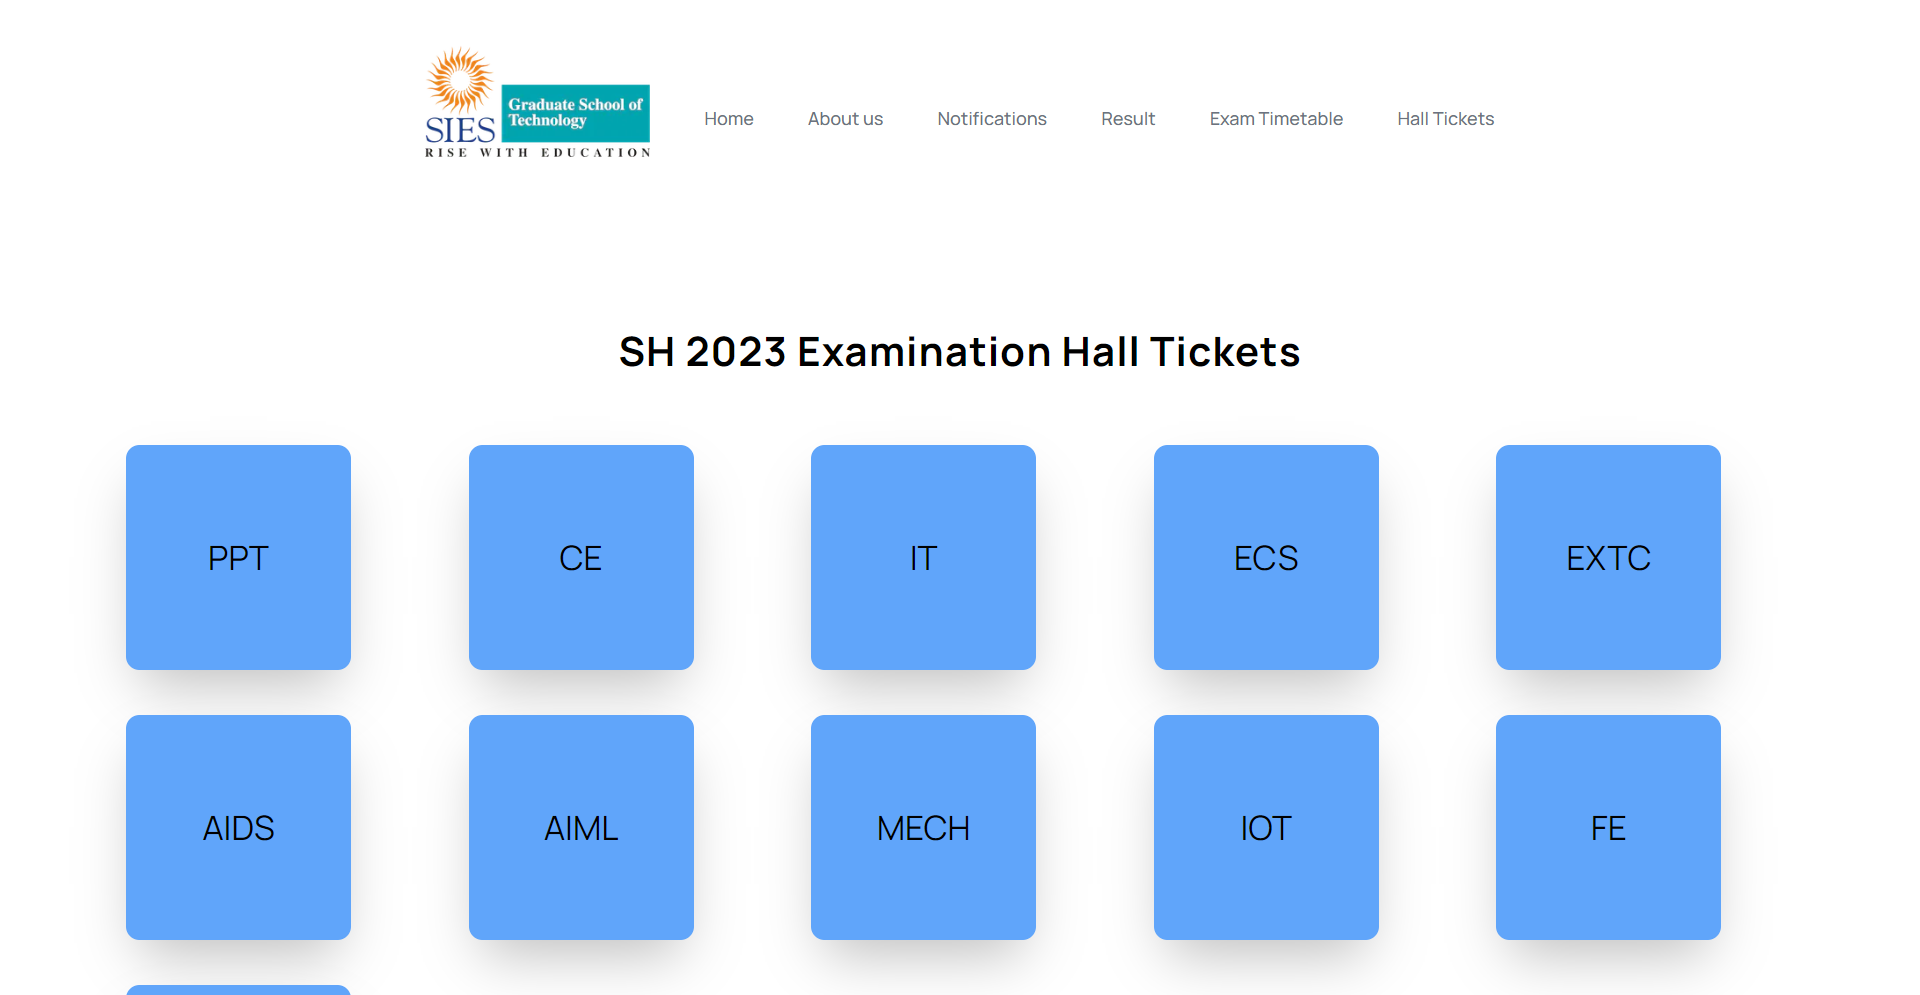 SIES
Graduate School of
Technology
RISE WITH EDUCATION
Home
About us
Notifications
Result
Exam Timetable
Hall Tickets
SH 2023 Examination Hall Tickets
PPT
CE
IT
ECS
EXTC
AIDS
AIML
MECH
IOT
FE